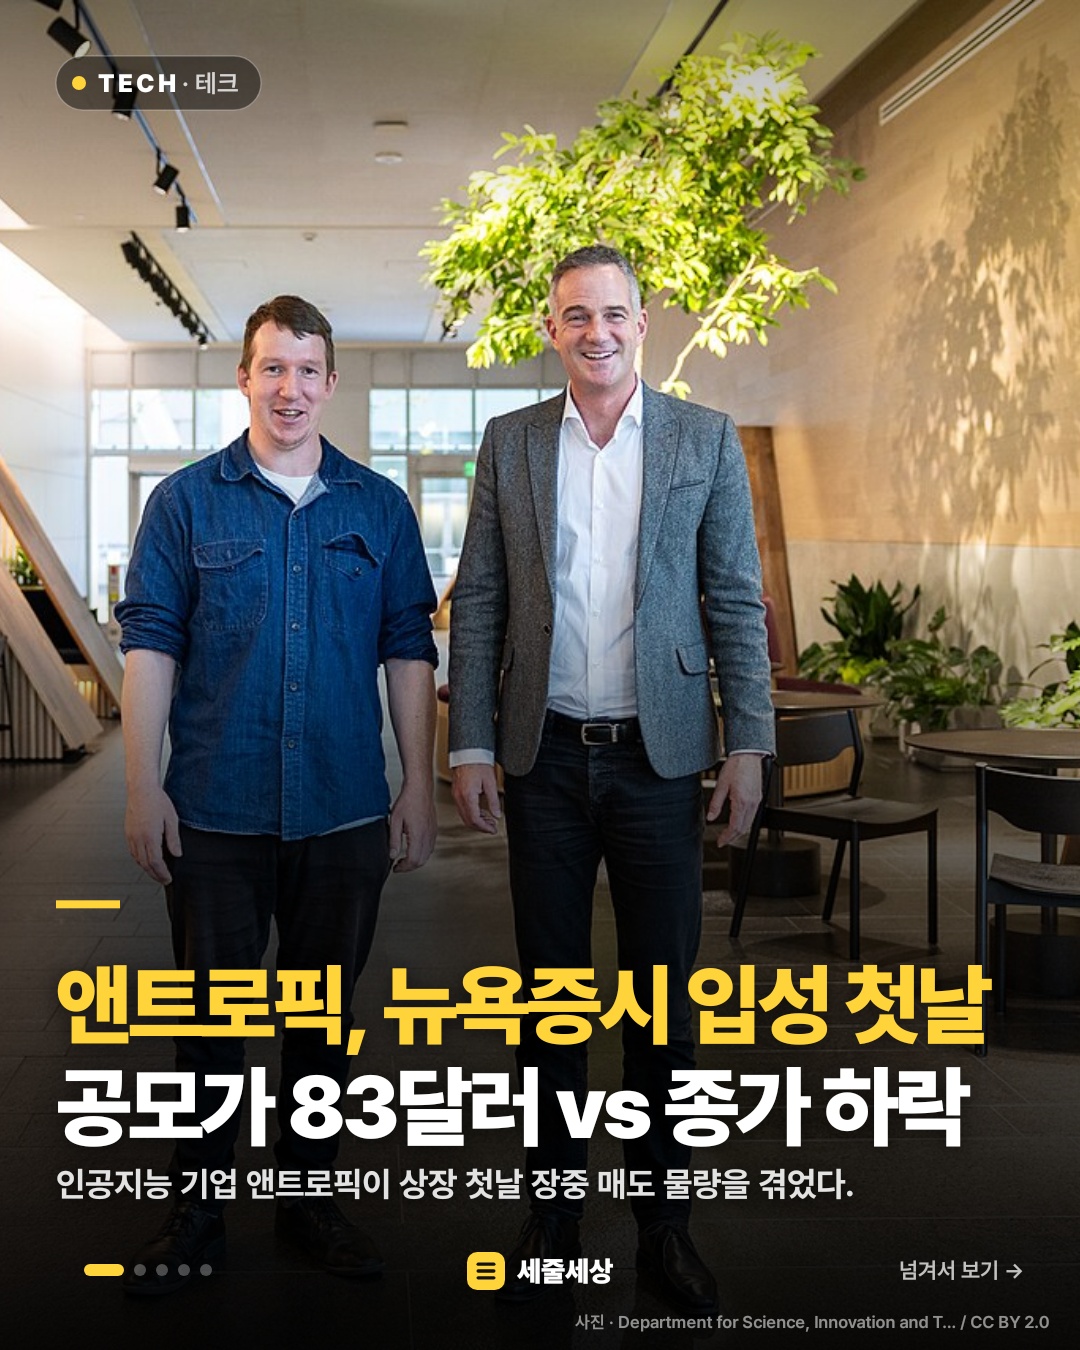 TECH · 테크
앤트로픽, 뉴욕증시 입성 첫날
공모가 83달러 vs 종가 하락
인공지능 기업 앤트로픽이 상장 첫날 장중 매도 물량을 겪었다.
세줄세상
넘겨서 보기 →
사진 · Department for Science, Innovation and T... / CC BY 2.0